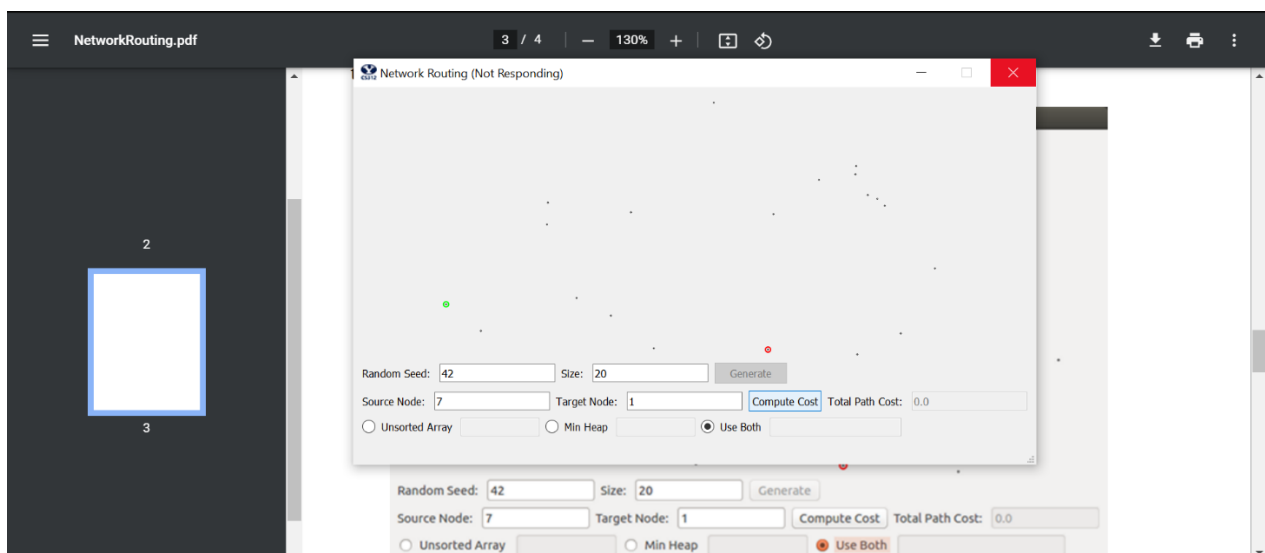 NetworkRouting.pdf 3 / 4 130%
Network Routing (Not Responding)
2
3
Random Seed: 42 Size: 20 Generate
Source Node: 7 Target Node: 1 Compute Cost Total Path Cost: 0.0
Unsorted Array Min Heap Use Both
Random Seed: 42 Size: 20 Generate
Source Node: 7 Target Node: 1 Compute Cost Total Path Cost: 0.0
Unsorted Array Min Heap Use Both